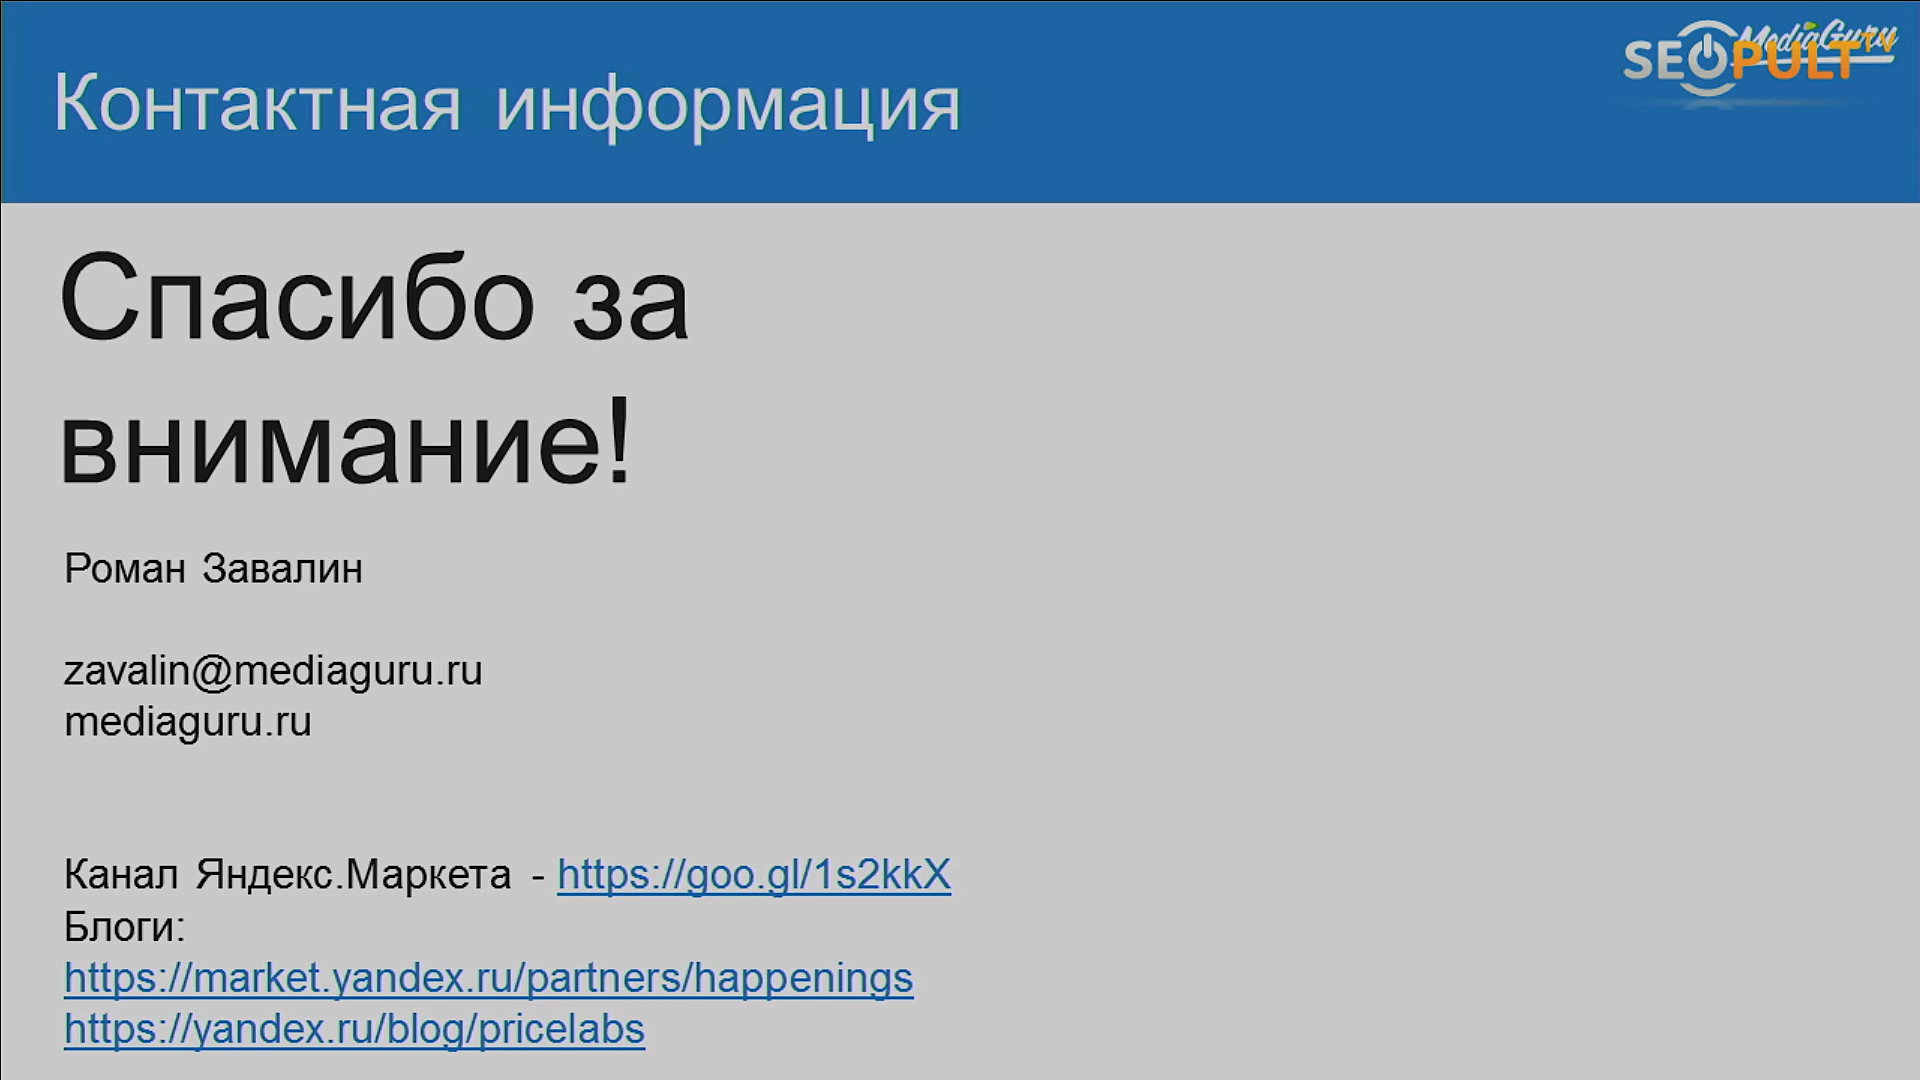 Контактная информация
MediaGuru
SEOPULT TV
Спасибо за
внимание!
Роман Завалин
zavalin@mediaguru.ru
mediaguru.ru
Канал Яндекс.Маркета - https://goo.gl/1s2kkX
Блоги:
https://market.yandex.ru/partners/happenings
https://yandex.ru/blog/pricelabs